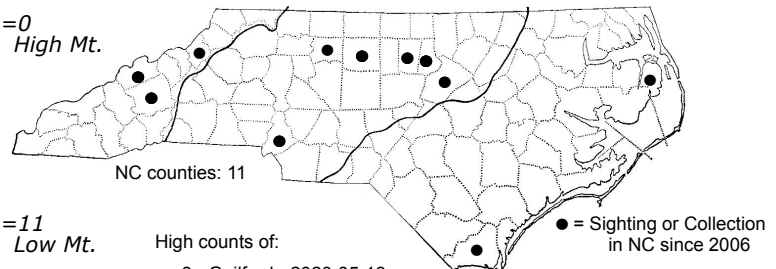 =0
High Mt.
NC counties: 11
=11
Low Mt.
High counts of:
● = Sighting or Collection
in NC since 2006